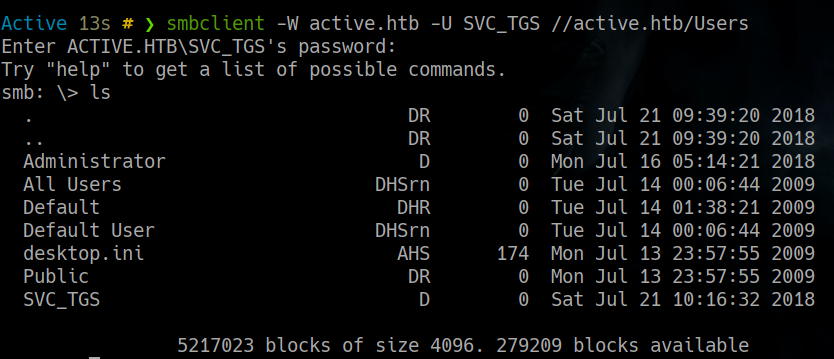 Active 13s # ❯ smbclient -W active.htb -U SVC_TGS //active.htb/Users
Enter ACTIVE.HTB\SVC_TGS's password:
Try "help" to get a list of possible commands.
smb: \> ls
  .                                  DR        0  Sat Jul 21 09:39:20 2018
  ..                                 DR        0  Sat Jul 21 09:39:20 2018
  Administrator                       D        0  Mon Jul 16 05:14:21 2018
  All Users                       DHSrn        0  Tue Jul 14 00:06:44 2009
  Default                           DHR        0  Tue Jul 14 01:38:21 2009
  Default User                    DHSrn        0  Tue Jul 14 00:06:44 2009
  desktop.ini                       AHS      174  Mon Jul 13 23:57:55 2009
  Public                             DR        0  Mon Jul 13 23:57:55 2009
  SVC_TGS                             D        0  Sat Jul 21 10:16:32 2018
                5217023 blocks of size 4096. 279209 blocks available